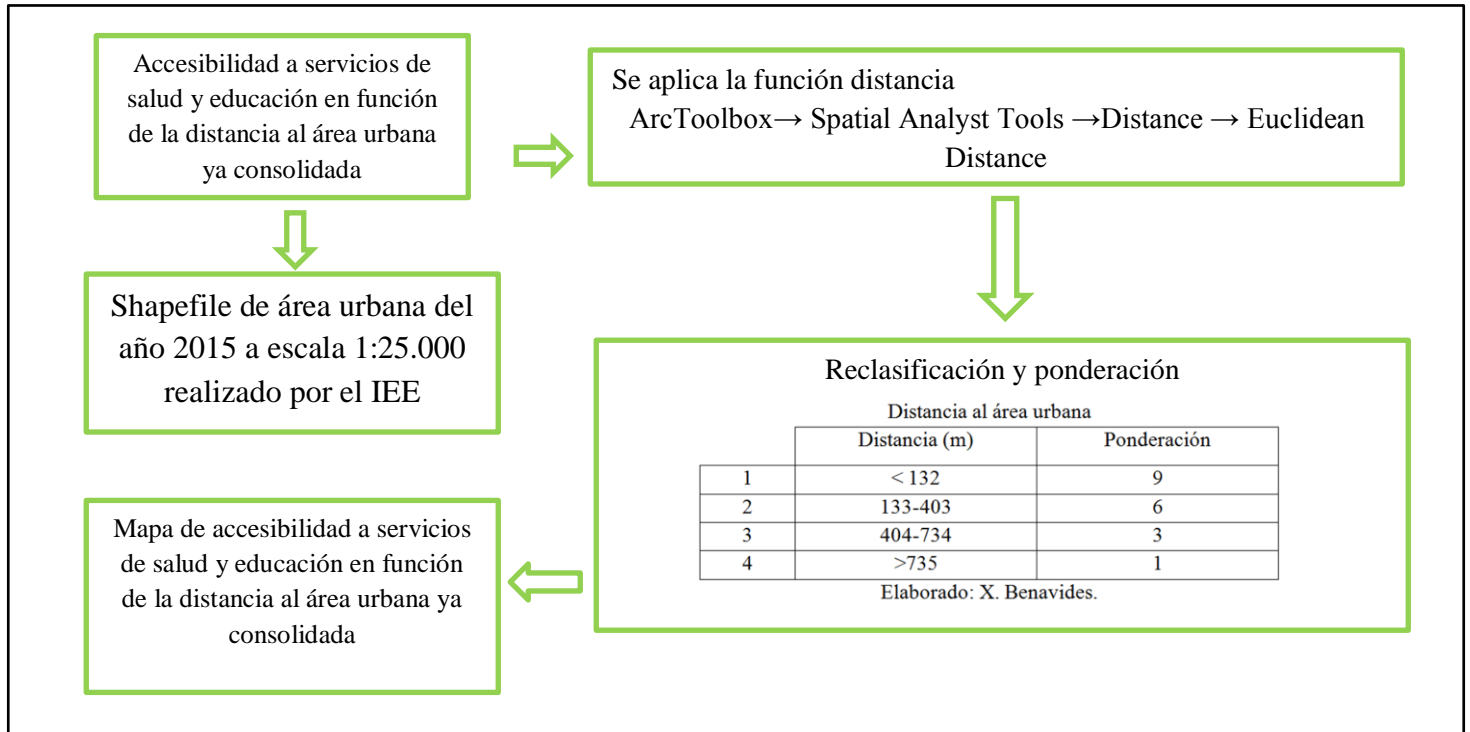 Accesibilidad a servicios de
salud y educación en función
de la distancia al área urbana
ya consolidada
Se aplica la función distancia
ArcToolbox→ Spatial Analyst Tools →Distance → Euclidean
Distance
Shapefile de área urbana del
año 2015 a escala 1:25.000
realizado por el IEE
Reclasificación y ponderación
Distancia al área urbana
Distancia (m) Ponderación
1 < 132 9
2 133-403 6
3 404-734 3
4 >735 1
Elaborado: X. Benavides.
Mapa de accesibilidad a servicios
de salud y educación en función
de la distancia al área urbana ya
consolidada